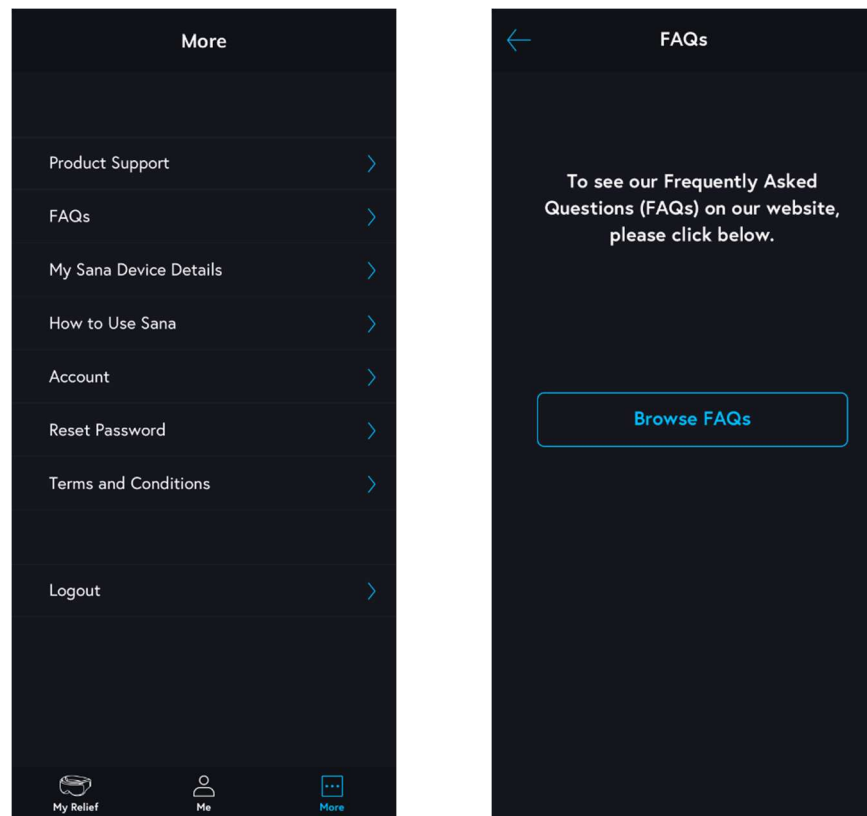 More
Product Support
FAQs
My Sana Device Details
How to Use Sana
Account
Reset Password
Terms and Conditions
Logout
My Relief
Me
More
FAQs
To see our Frequently Asked
Questions (FAQs) on our website,
please click below.
Browse FAQs